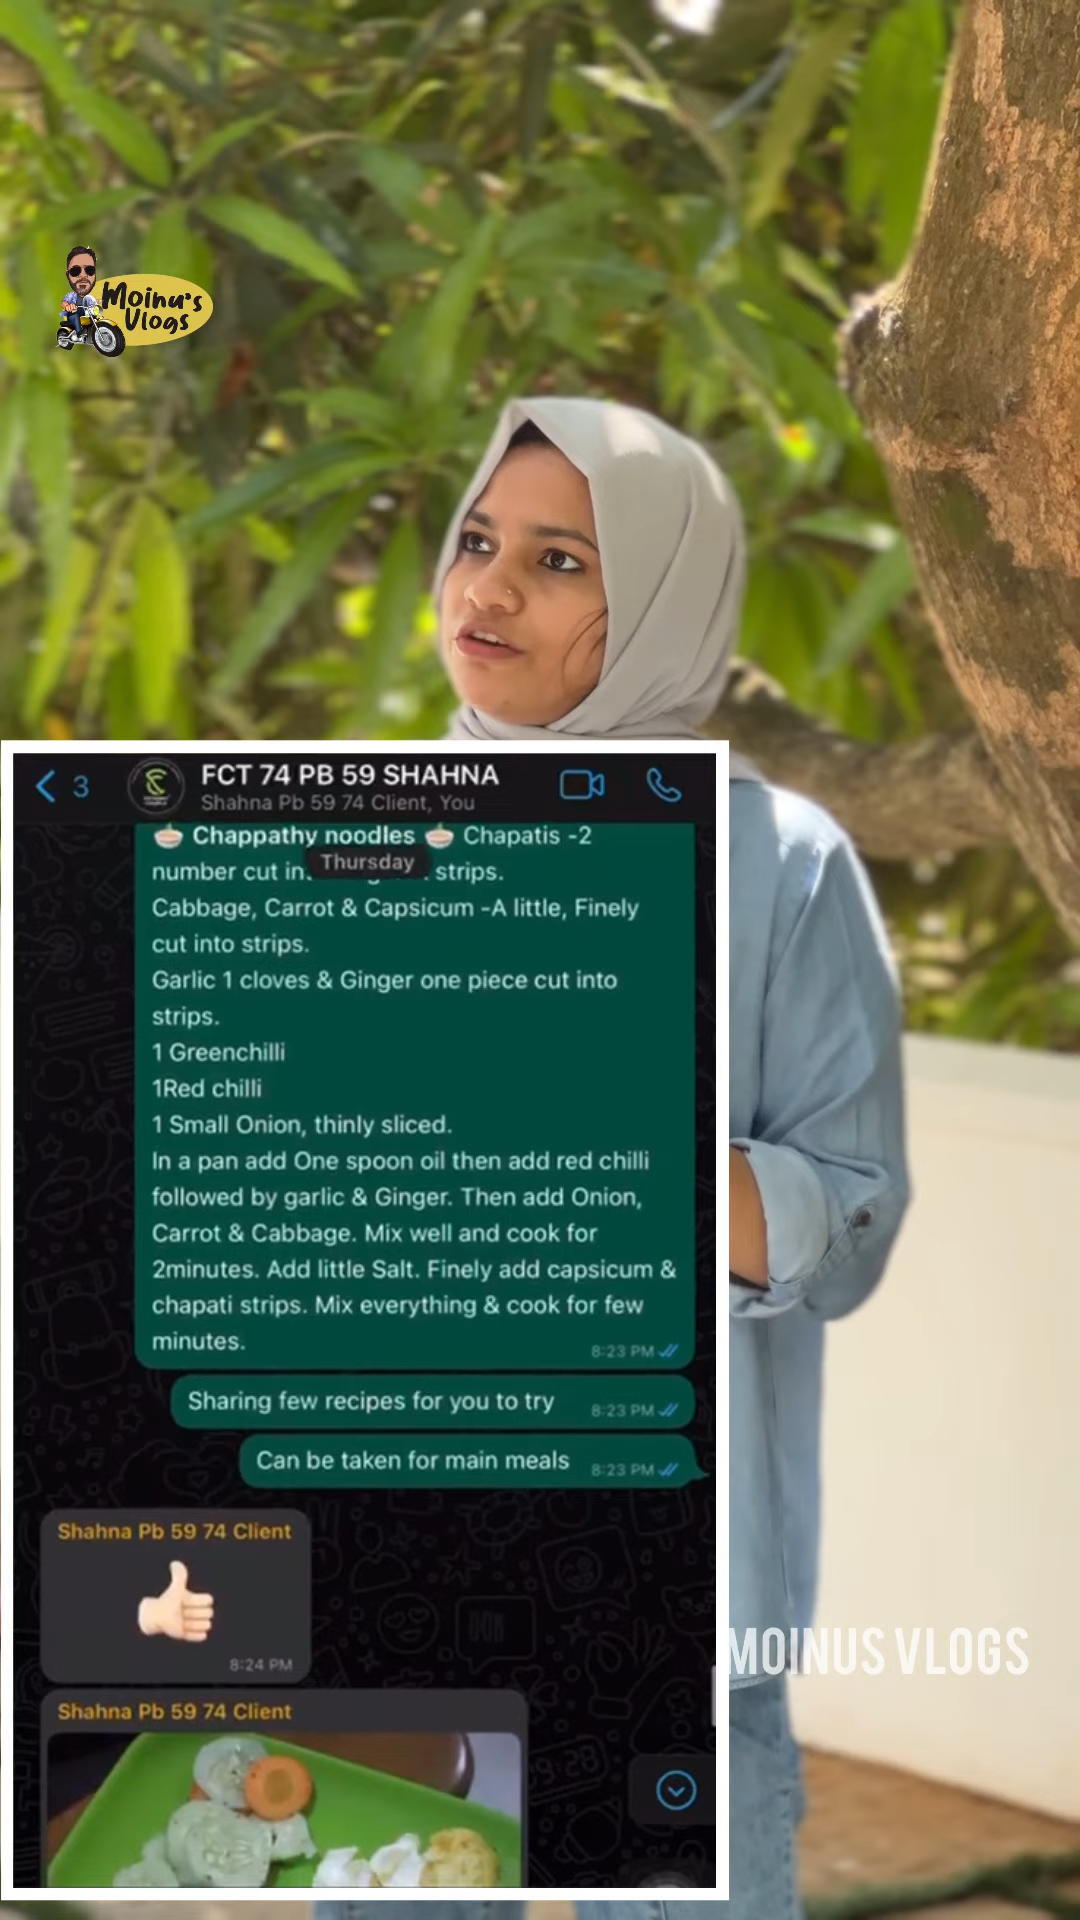 Moinu's
Vlogs
3
FCT 74 PB 59 SHAHNA
Shahna Pb 59 74 Client, You
Chappathy noodles 🍜 Chapatis -2
Thursday
number cut in strips.
Cabbage, Carrot & Capsicum -A little, Finely
cut into strips.
Garlic 1 cloves & Ginger one piece cut into
strips.
1 Greenchilli
1Red chilli
1 Small Onion, thinly sliced.
In a pan add One spoon oil then add red chilli
followed by garlic & Ginger. Then add Onion,
Carrot & Cabbage. Mix well and cook for
2minutes. Add little Salt. Finely add capsicum &
chapati strips. Mix everything & cook for few
minutes.
8:23 PM
Sharing few recipes for you to try
8:23 PM
Can be taken for main meals
8:23 PM
Shahna Pb 59 74 Client
👍🏻
8:24 PM
Shahna Pb 59 74 Client
MOINUS VLOGS